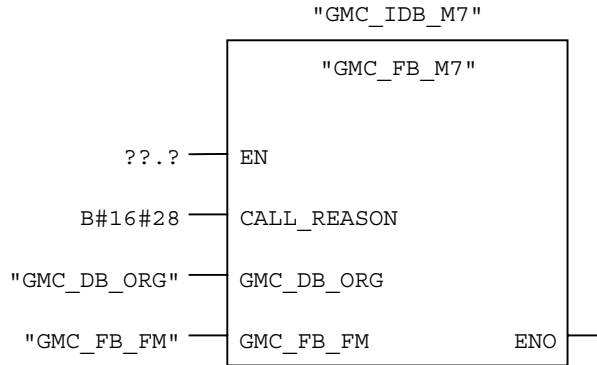 "GMC_IDB_M7"
"GMC_FB_M7"
??.? EN
B#16#28 CALL_REASON
"GMC_DB_ORG" GMC_DB_ORG
"GMC_FB_FM" GMC_FB_FM ENO